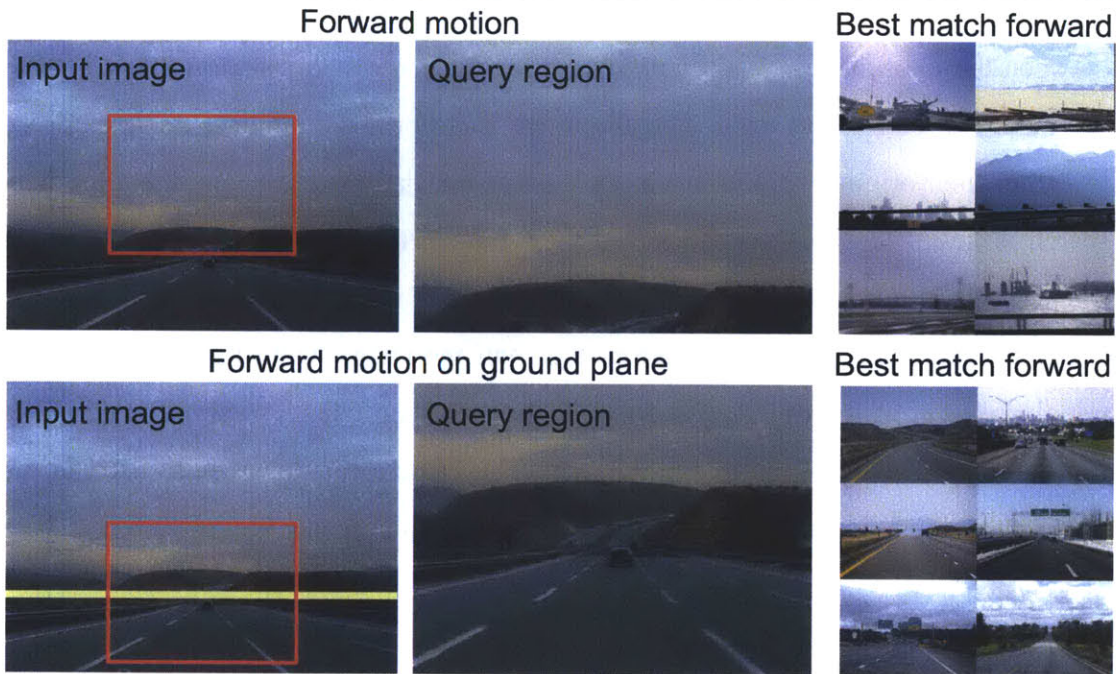 Forward motion
Best match forward
Input image
Query region
Forward motion on ground plane
Best match forward
Input image
Query region